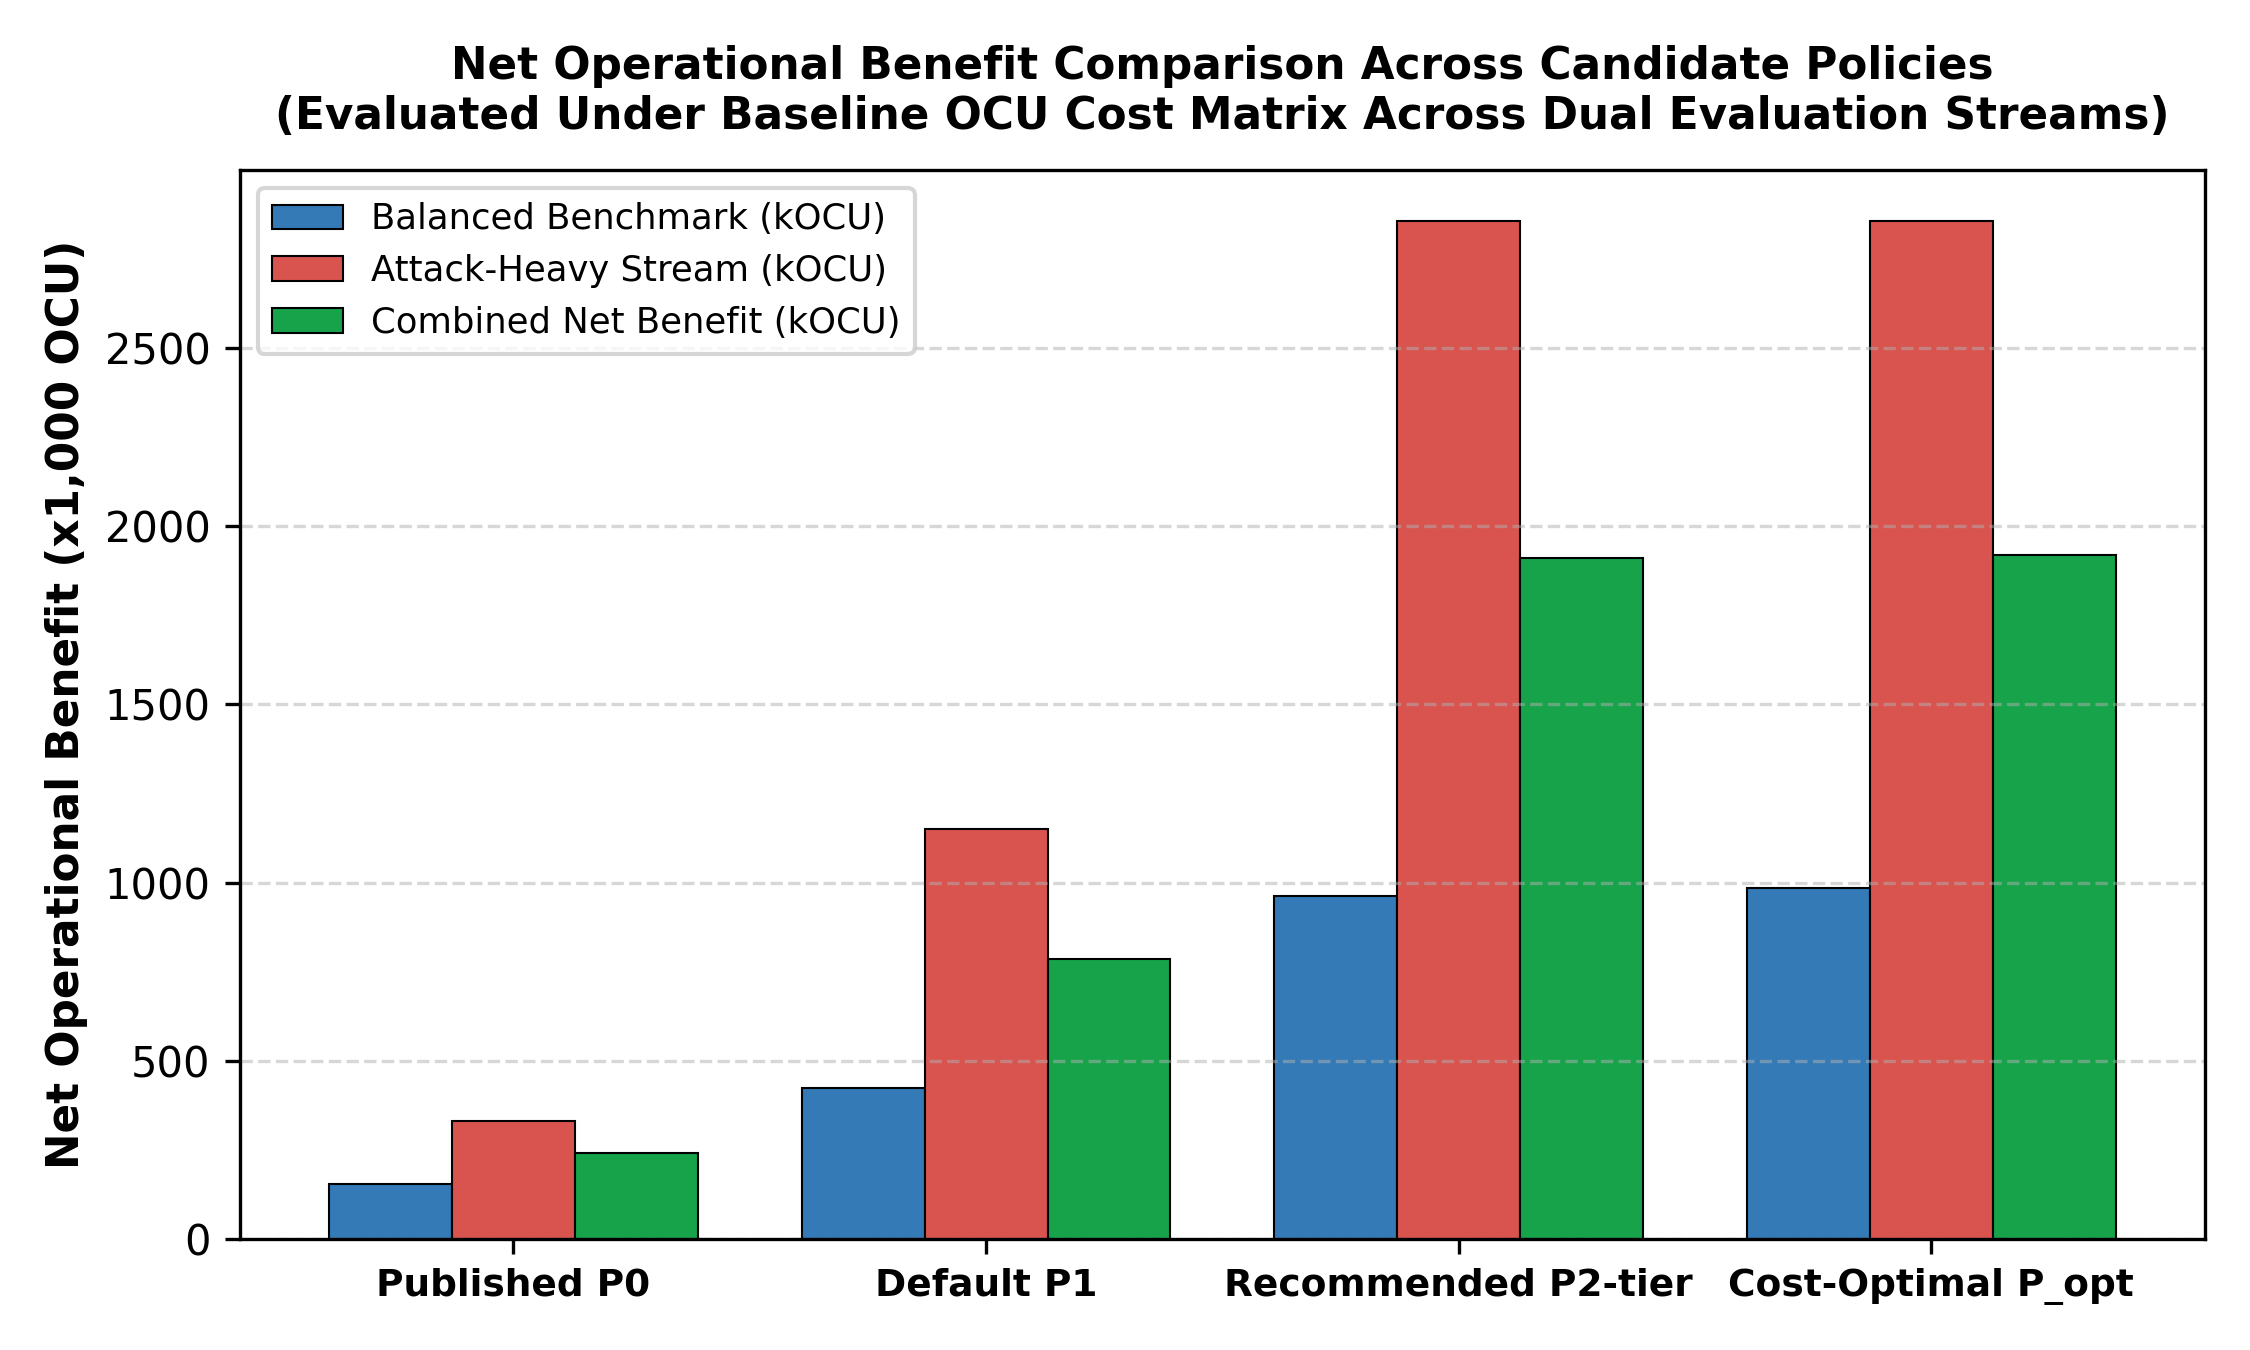 Net Operational Benefit Comparison Across Candidate Policies
(Evaluated Under Baseline OCU Cost Matrix Across Dual Evaluation Streams)
Balanced Benchmark (kOCU)
Attack-Heavy Stream (kOCU)
Combined Net Benefit (kOCU)
Net Operational Benefit (x1,000 OCU)
2500
2000
1500
1000
500
0
Published P0
Default P1
Recommended P2-tier
Cost-Optimal P_opt